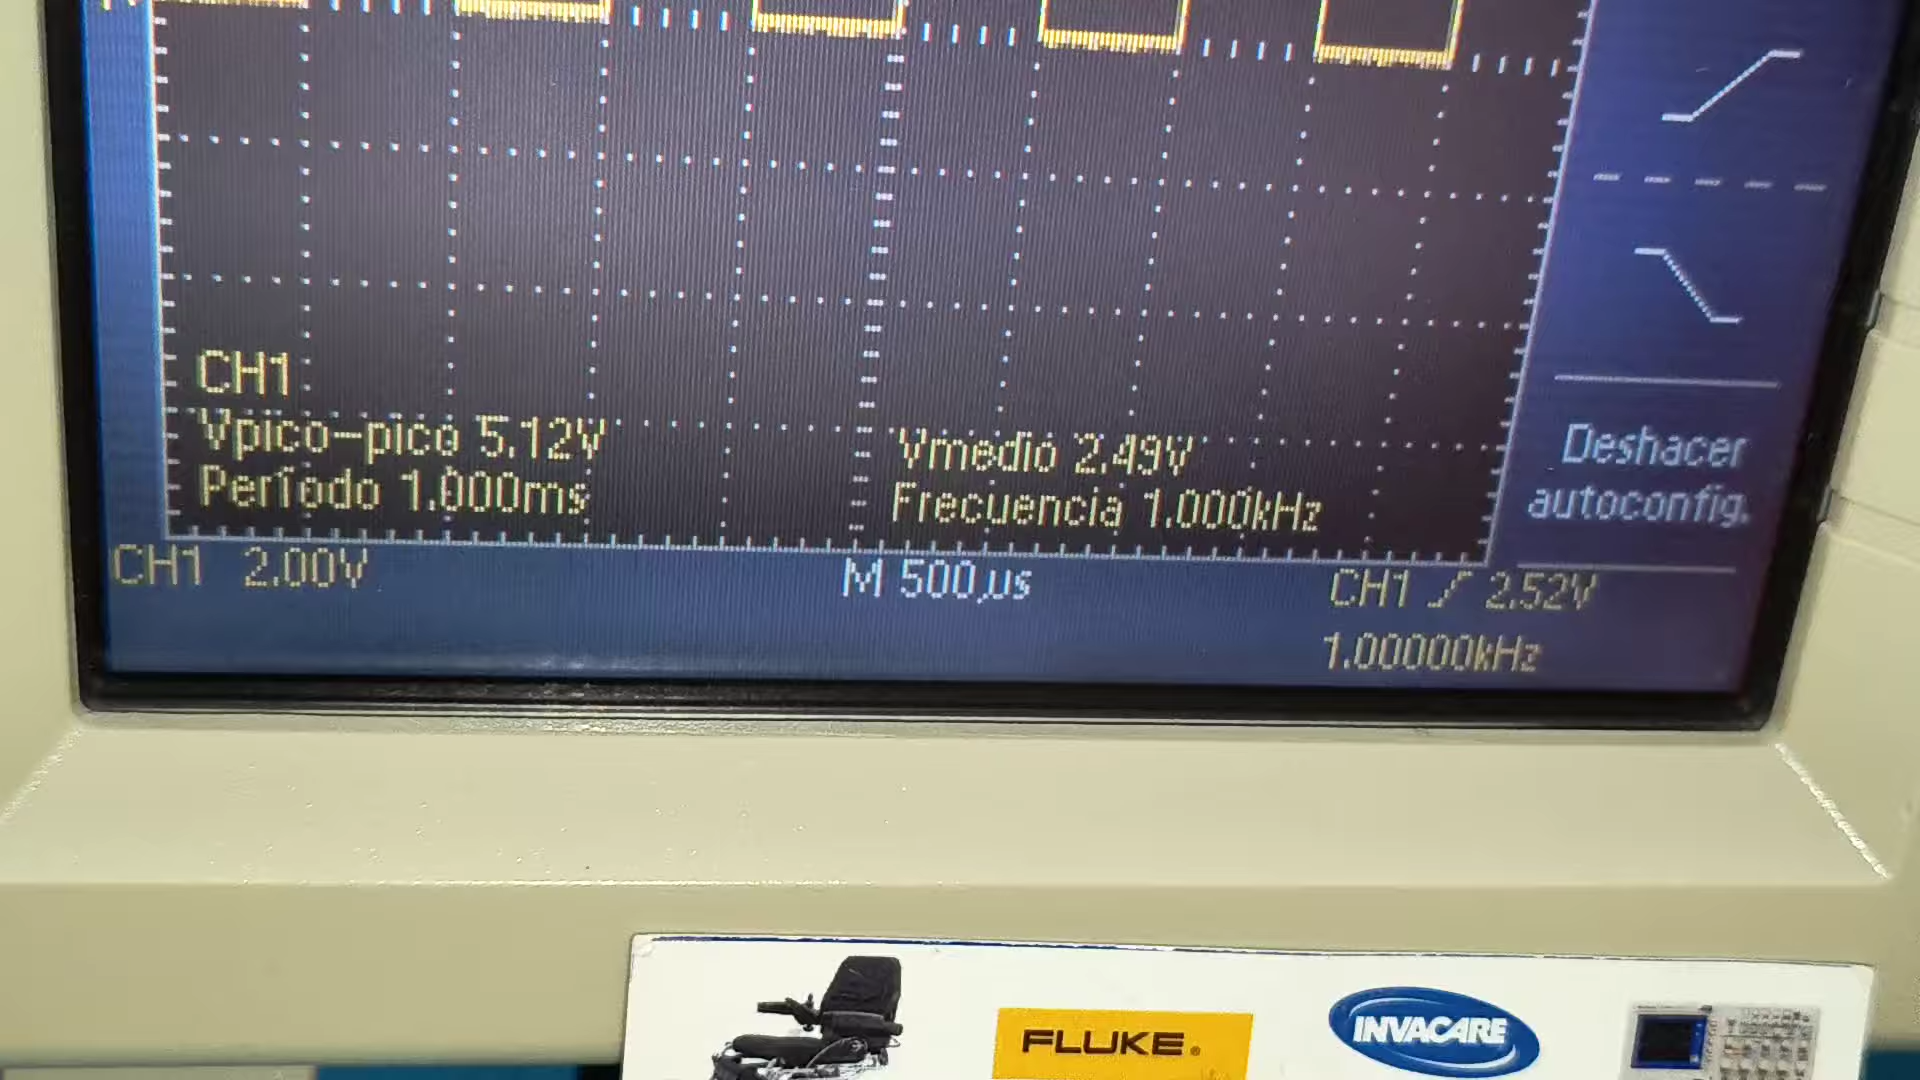 CH1
Vpico-pico 5.12V
Vmedio 2.49V
Período 1.000ms
Frecuencia 1.000kHz
Deshacer
autoconfig.
CH1 2.00V
M 500µs
CH1 2.52V
1.00000kHz
FLUKE®
INVACARE